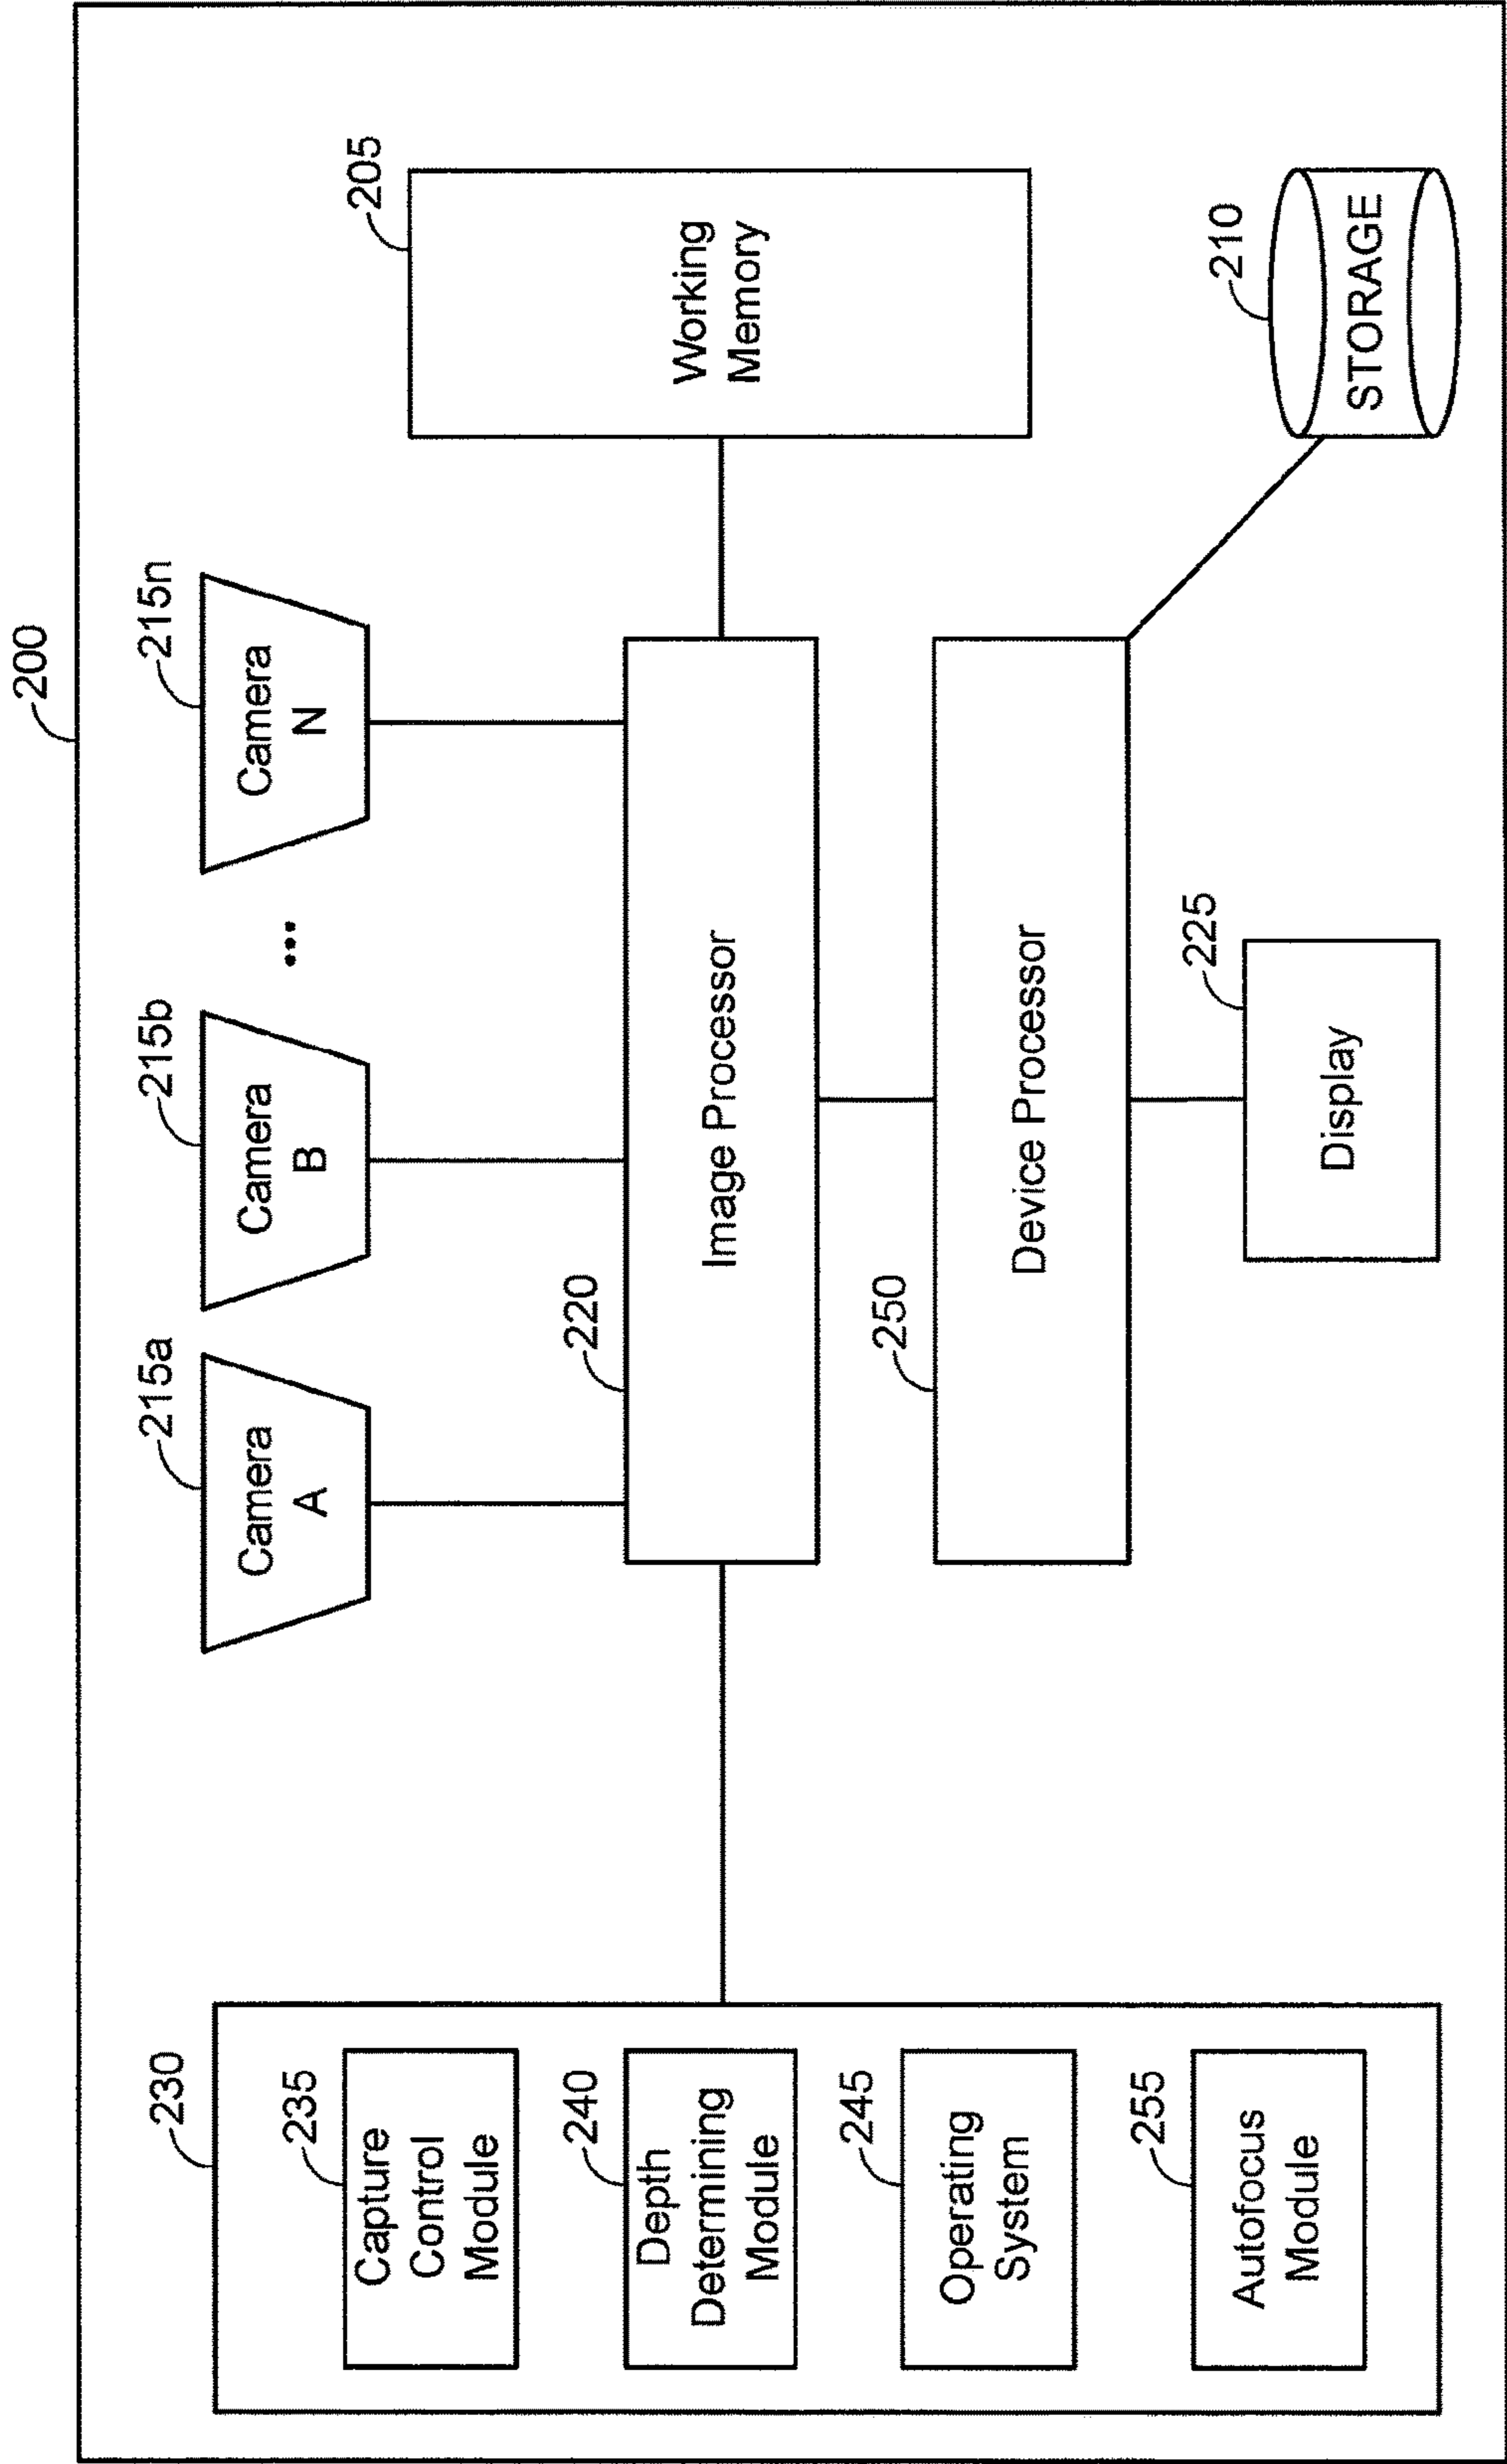 200
215a
215b
215n
Camera
A
Camera
B
...
Camera
N
230
235
Capture
Control
Module
240
Depth
Determining
Module
245
Operating
System
255
Autofocus
Module
220
Image Processor
205
Working
Memory
250
Device Processor
225
Display
210
STORAGE